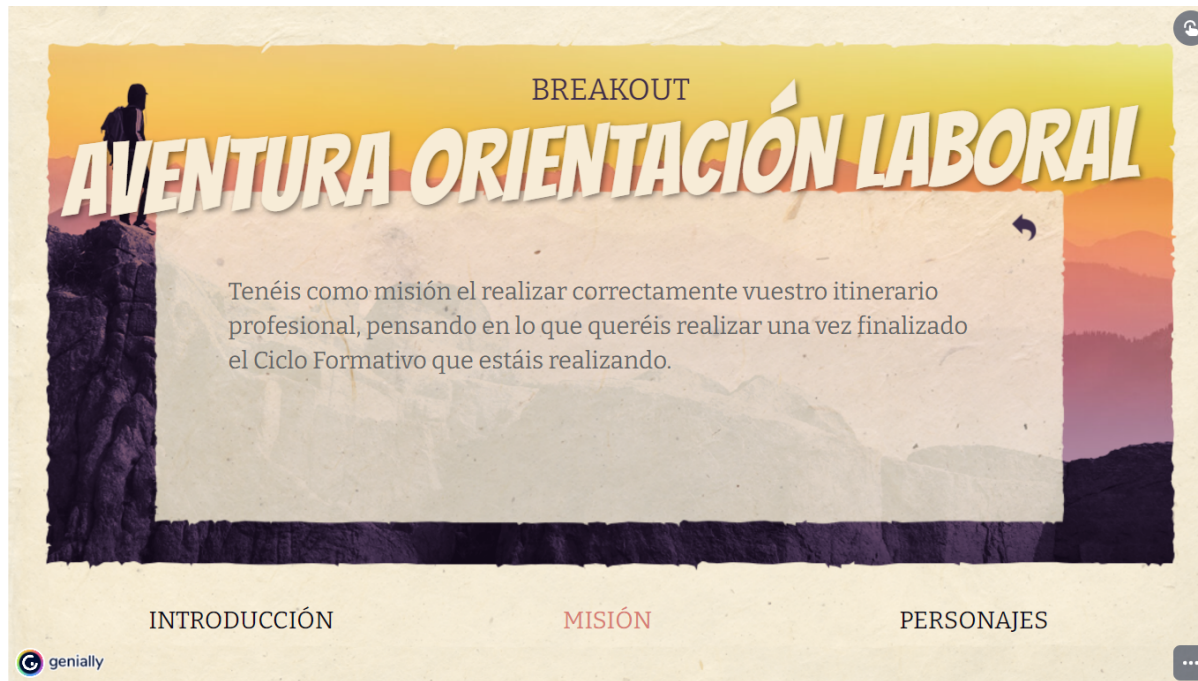 BREAKOUT
AVENTURA ORIENTACIÓN LABORAL
Tenéis como misión el realizar correctamente vuestro itinerario
profesional, pensando en lo que queréis realizar una vez finalizado
el Ciclo Formativo que estáis realizando.
INTRODUCCIÓN
MISIÓN
PERSONAJES
genially